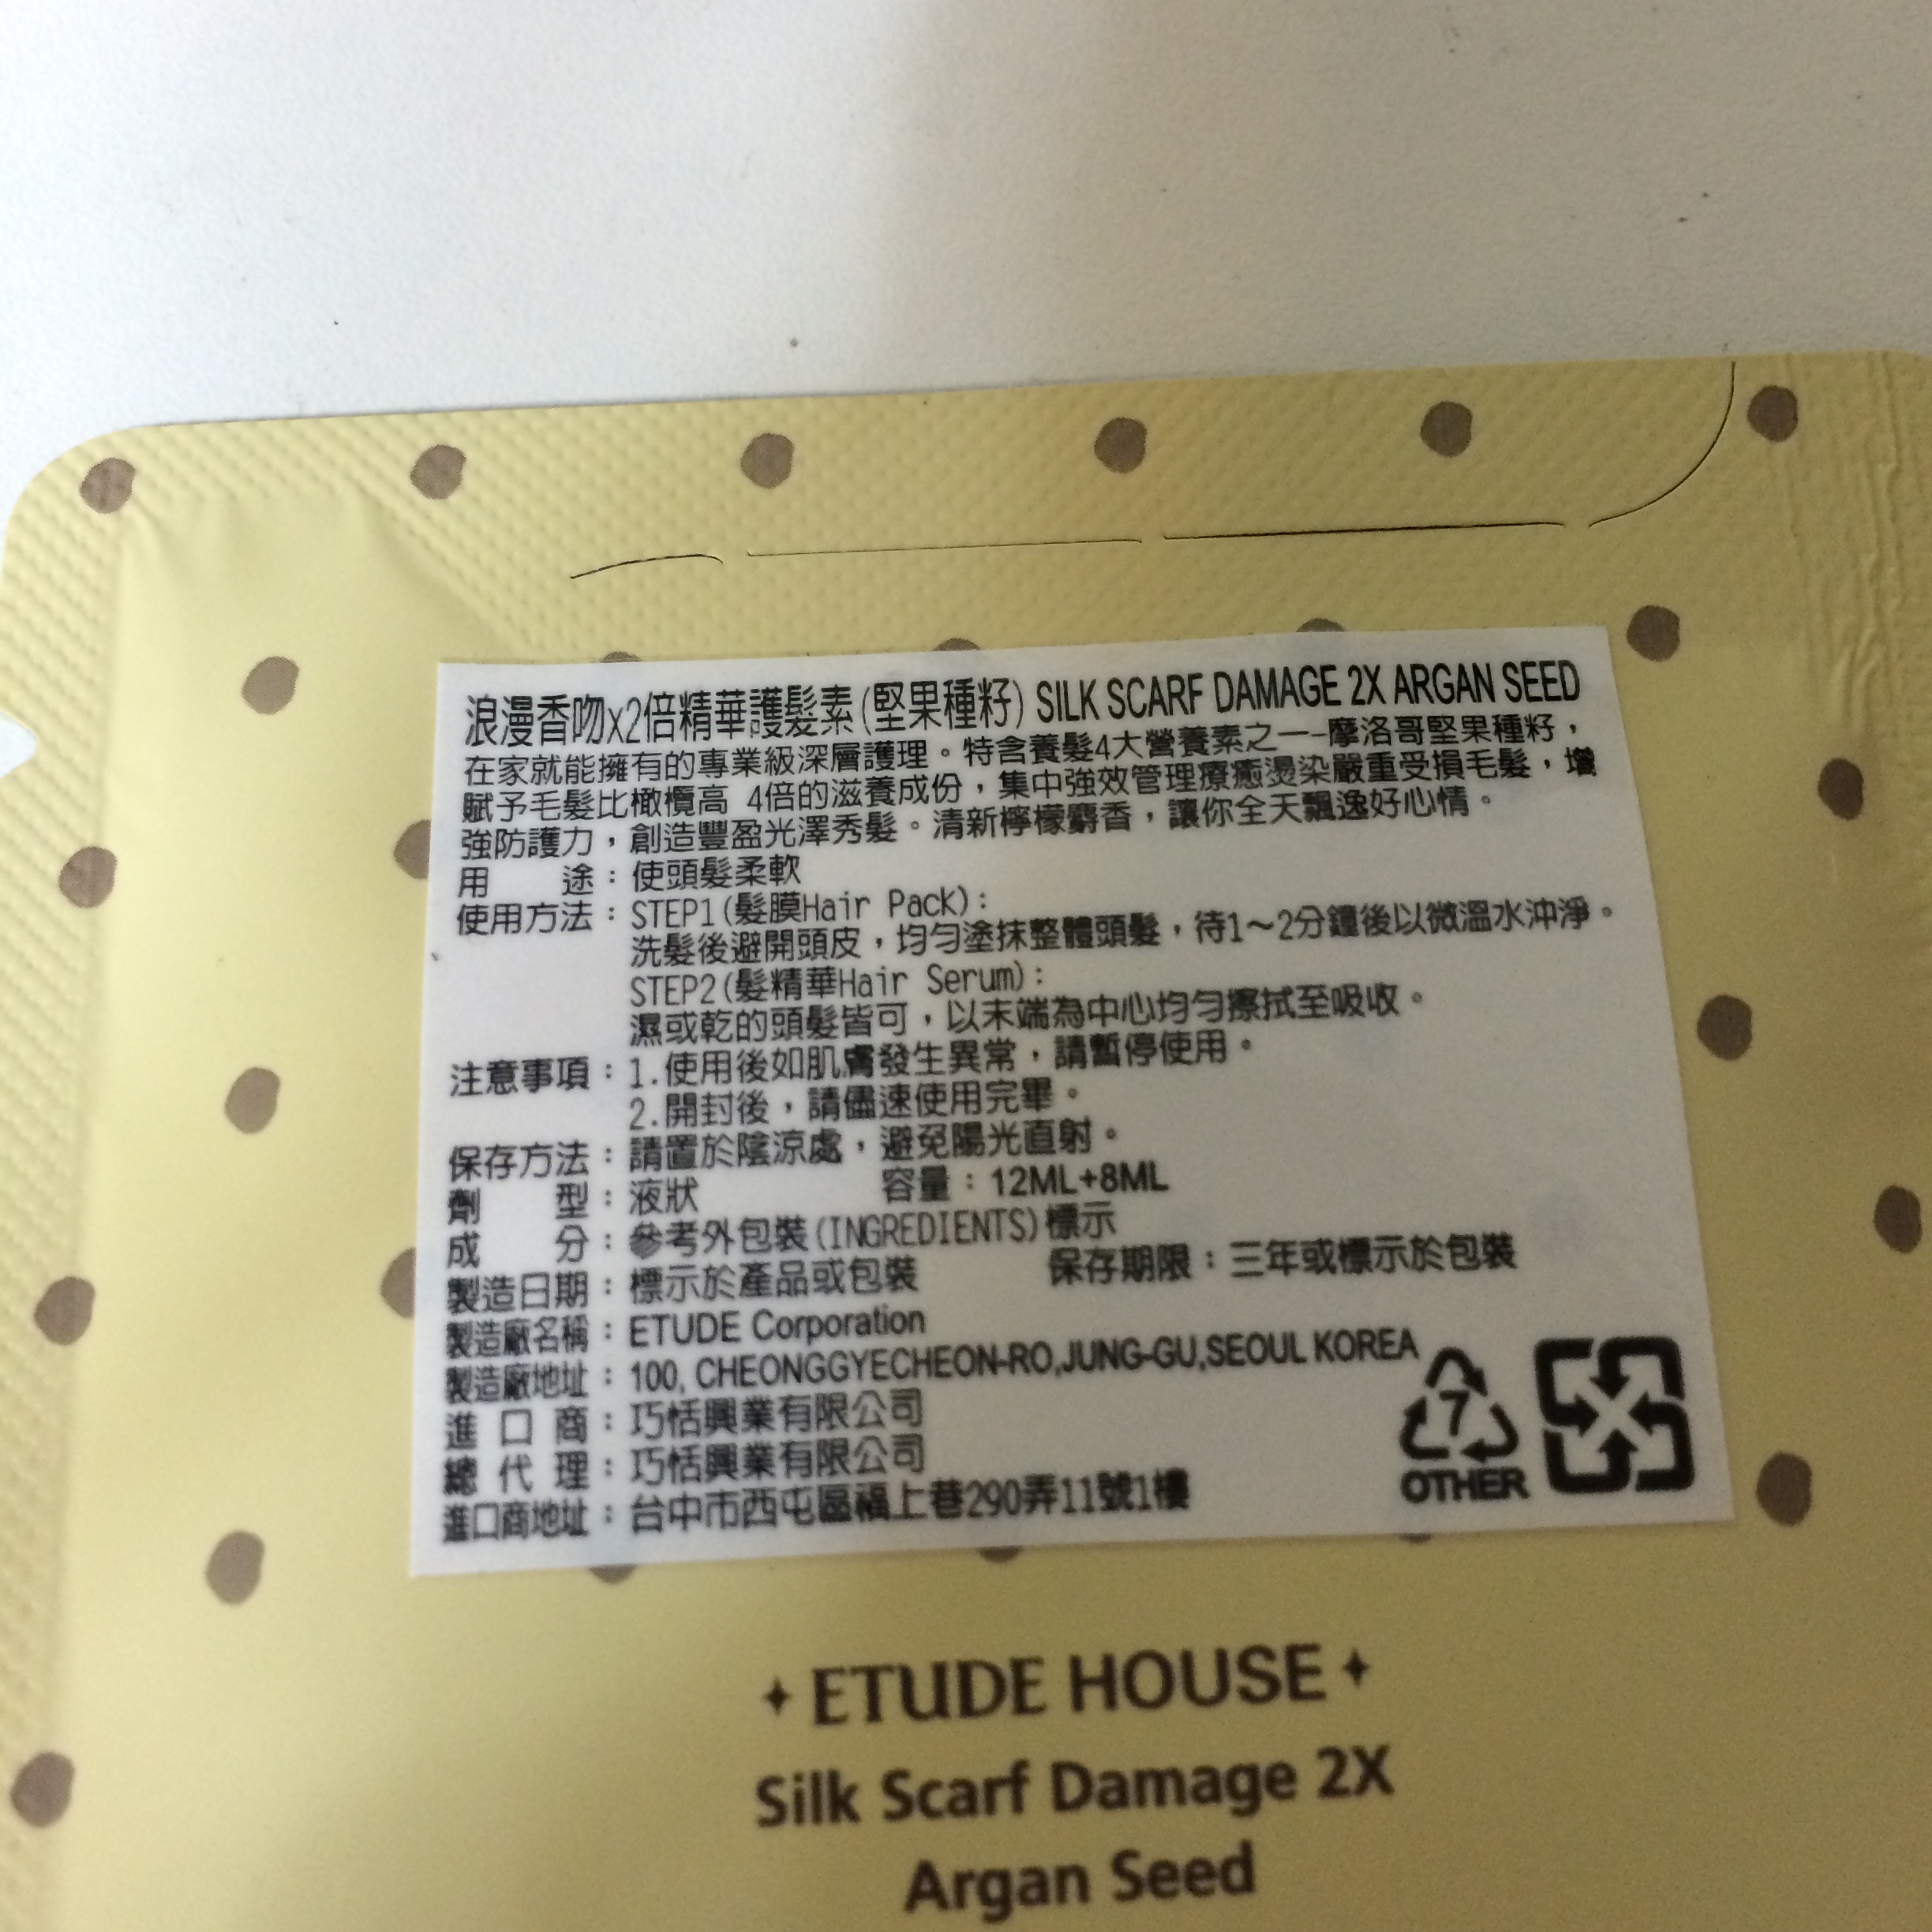 浪漫香吻x2倍精華護髮素(堅果種籽) SILK SCARF DAMAGE 2X ARGAN SEED
在家就能擁有的專業級深層護理。特含養髮4大營養素之一-摩洛哥堅果種籽，
賦予毛髮比橄欖高 4倍的滋養成份，集中強效管理療癒燙染嚴重受損毛髮，增
強防護力，創造豐盈光澤秀髮。清新檸檬麝香，讓你全天飄逸好心情。
用 途：使頭髮柔軟
使用方法：STEP1(髮膜Hair Pack):
洗髮後避開頭皮，均勻塗抹整體頭髮，待1～2分鐘後以微溫水沖淨。
STEP2(髮精華Hair Serum):
濕或乾的頭髮皆可，以末端為中心均勻擦拭至吸收。
注意事項：1.使用後如肌膚發生異常，請暫停使用。
2.開封後，請儘速使用完畢。
保存方法：請置於陰涼處，避免陽光直射。
劑 型：液狀 容量：12ML+8ML
成 分：參考外包裝(INGREDIENTS)標示
製造日期：標示於產品或包裝 保存期限：三年或標示於包裝
製造廠名稱：ETUDE Corporation
製造廠地址：100, CHEONGGYECHEON-RO,JUNG-GU,SEOUL KOREA
進 口 商：巧恬興業有限公司
總 代 理：巧恬興業有限公司
進口商地址：台中市西屯區福上巷290弄11號1樓
7
OTHER
ETUDE HOUSE
Silk Scarf Damage 2X
Argan Seed